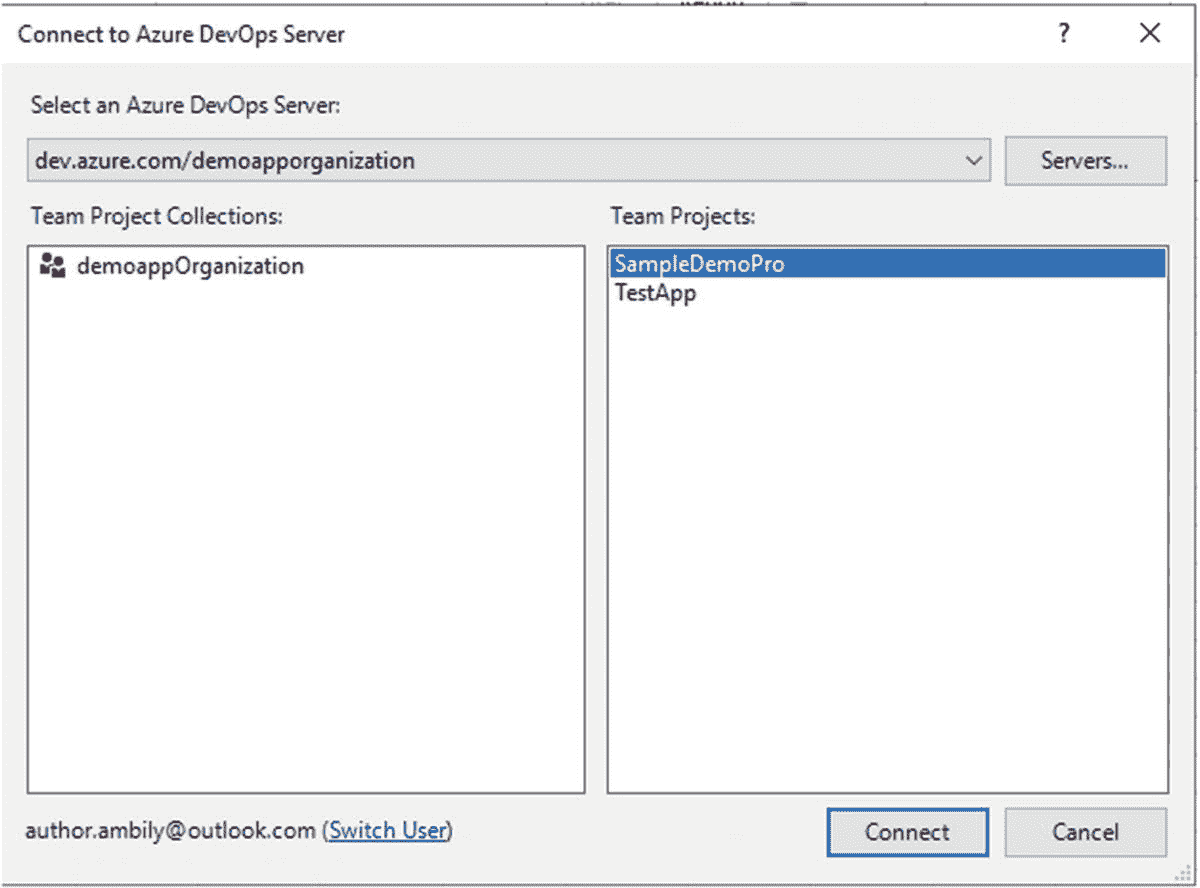 Connect to Azure DevOps Server ?
Select an Azure DevOps Server:
dev.azure.com/demoapporganization Servers...
Team Project Collections: Team Projects:
demoappOrganization SampleDemoPro
TestApp
author.ambily@outlook.com (Switch User) Connect Cancel